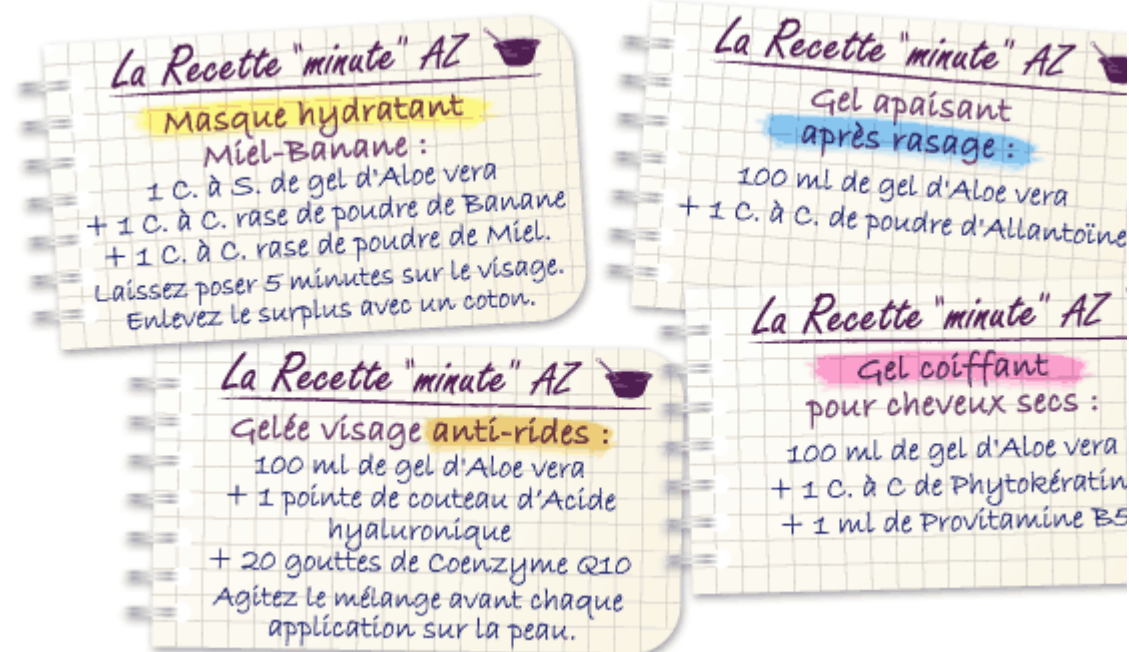 La Recette "minute" AZ
Masque hydratant
Miel-Banane :
1 C. à S. de gel d'Aloe vera
+ 1 C. à C. rase de poudre de Banane
+ 1 C. à C. rase de poudre de Miel.
Laissez poser 5 minutes sur le visage.
Enlevez le surplus avec un coton.
La Recette "minute" AZ
Gel apaisant
après rasage :
100 ml de gel d'Aloe vera
+ 1 C. à C. de poudre d'Allantoïne
La Recette "minute" AZ
Gelée visage anti-rides :
100 ml de gel d'Aloe vera
+ 1 pointe de couteau d'Acide
hyaluronique
+ 20 gouttes de Coenzyme Q10
Agitez le mélange avant chaque
application sur la peau.
La Recette "minute" AZ
Gel coiffant
pour cheveux secs :
100 ml de gel d'Aloe vera
+ 1 C. à C de Phytokératin
+ 1 ml de Provitamine B5